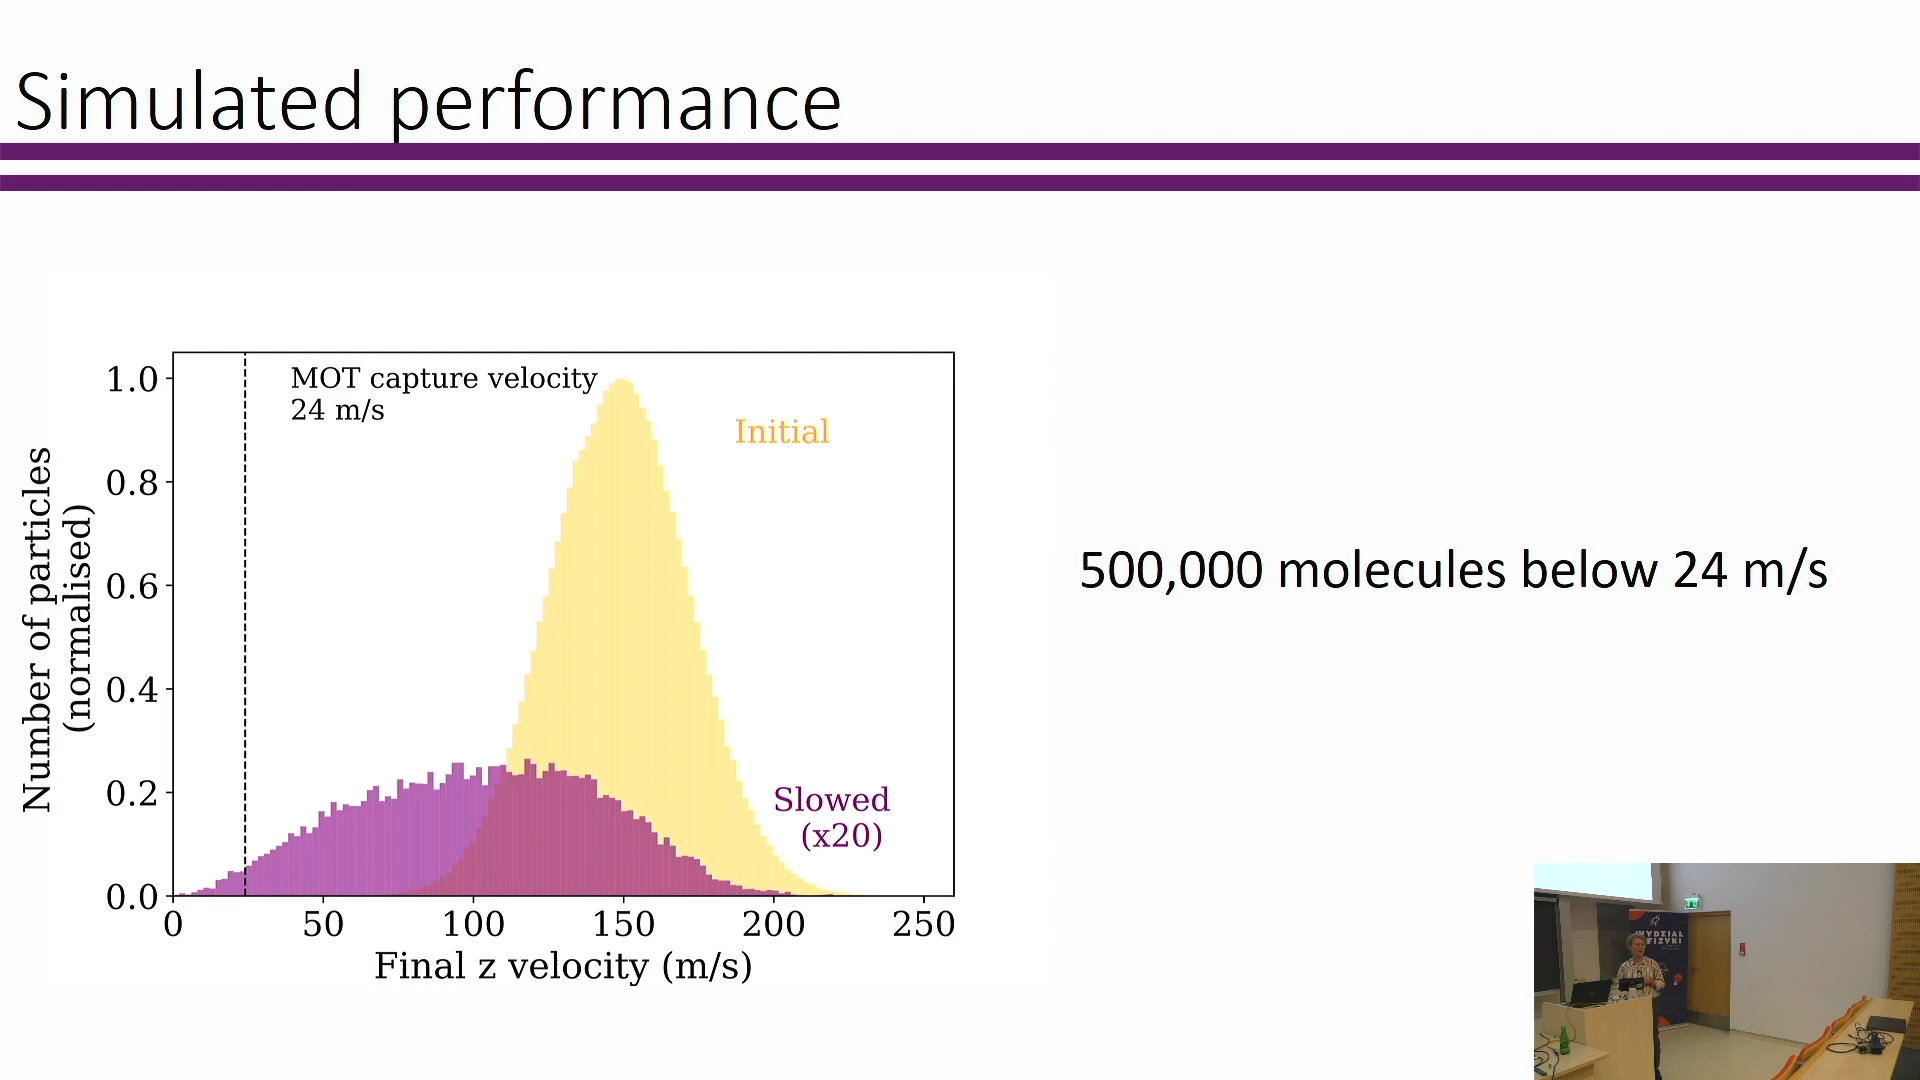 Simulated performance
MOT capture velocity
24 m/s
Initial
Slowed
(x20)
1.0
0.8
0.6
0.4
0.2
0.0
0 50 100 150 200 250
Number of particles
(normalised)
Final z velocity (m/s)
500,000 molecules below 24 m/s
WYDZIAŁ
FIZYKI